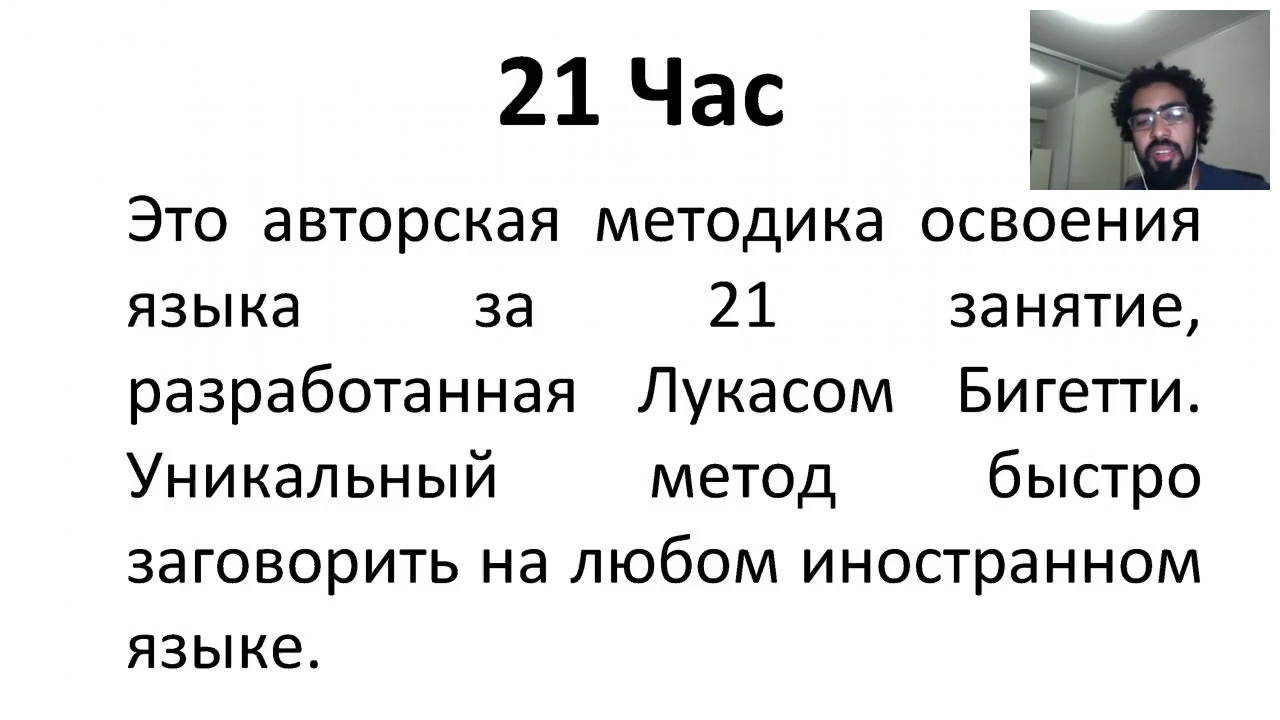 21 Час
Это авторская методика освоения
языка за 21 занятие,
разработанная Лукасом Бигетти.
Уникальный метод быстро
заговорить на любом иностранном
языке.